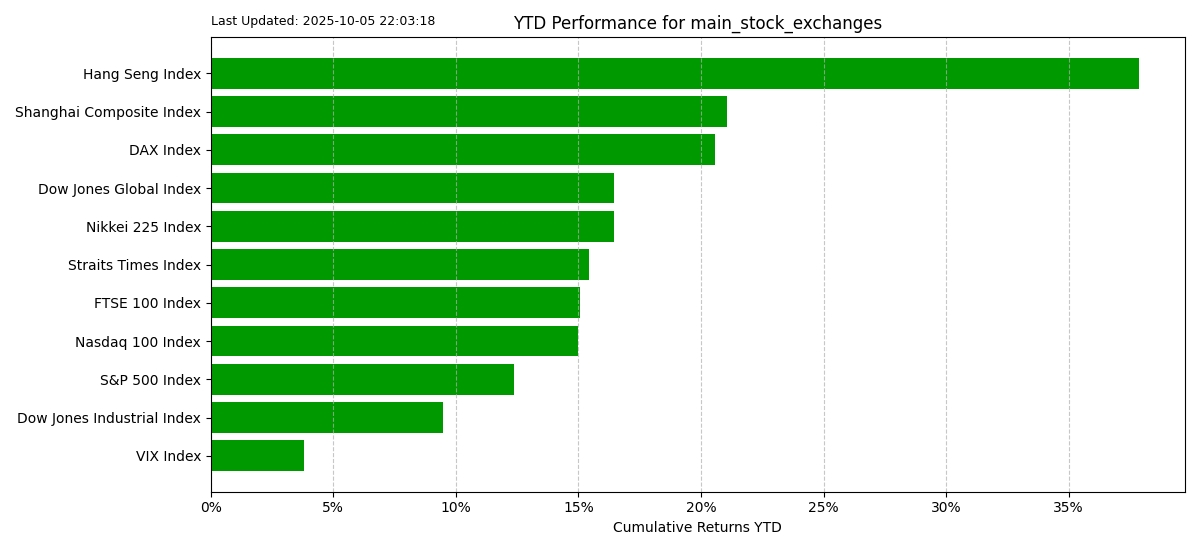 Last Updated: 2025-10-05 22:03:18
YTD Performance for main_stock_exchanges
Hang Seng Index
Shanghai Composite Index
DAX Index
Dow Jones Global Index
Nikkei 225 Index
Straits Times Index
FTSE 100 Index
Nasdaq 100 Index
S&P 500 Index
Dow Jones Industrial Index
VIX Index
0% 5% 10% 15% 20% 25% 30% 35%
Cumulative Returns YTD